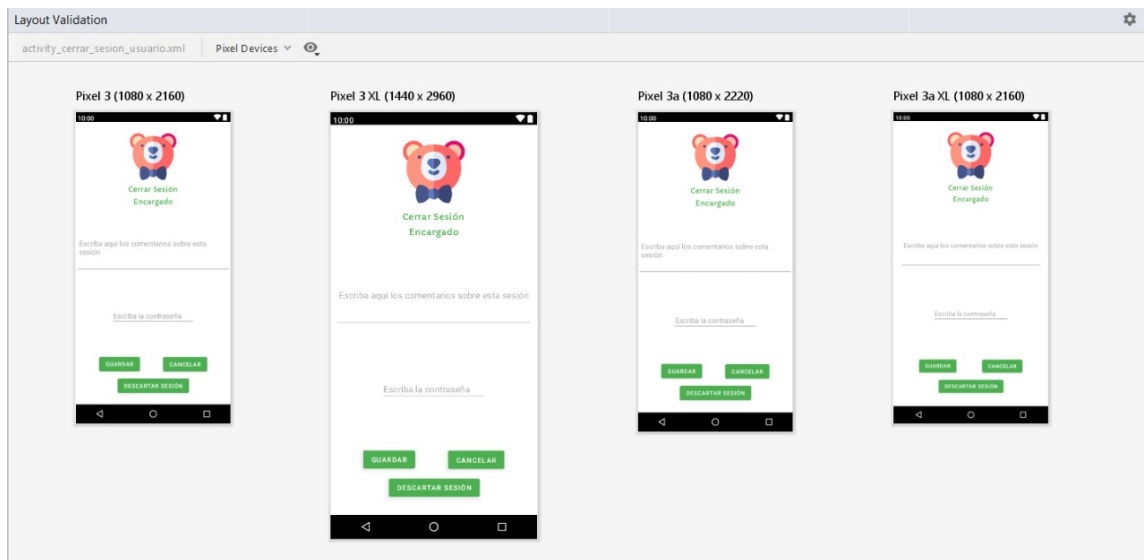 Layout Validation
activity_cerrar_sesion_usuario.xml
Pixel Devices
Pixel 3 (1080 x 2160)
10:00
Cerrar Sesión
Encargado
Escriba aquí los comentarios sobre esta
sesión
Escriba la contraseña
GUARDAR CANCELAR
DESCARTAR SESIÓN
Pixel 3 XL (1440 x 2960)
10:00
Cerrar Sesión
Encargado
Escriba aquí los comentarios sobre esta sesión
Escriba la contraseña
GUARDAR CANCELAR
DESCARTAR SESIÓN
Pixel 3a (1080 x 2220)
10:00
Cerrar Sesión
Encargado
Escriba aquí los comentarios sobre esta
sesión
Escriba la contraseña
GUARDAR CANCELAR
DESCARTAR SESIÓN
Pixel 3a XL (1080 x 2160)
10:00
Cerrar Sesión
Encargado
Escriba aquí los comentarios sobre esta sesión
Escriba la contraseña
GUARDAR CANCELAR
DESCARTAR SESIÓN